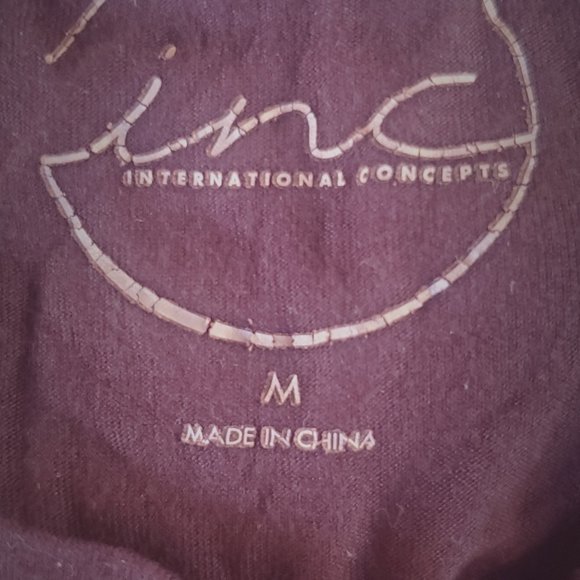 inc
INTERNATIONAL CONCEPTS
M
MADE IN CHINA